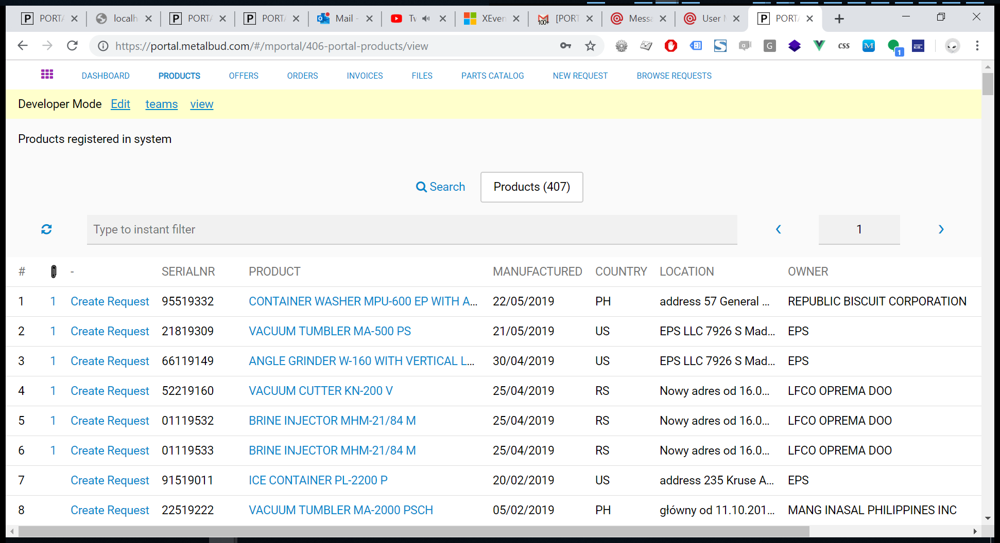 PORTA
localh
PORTA
PORTA
Mail -
Tv
XEven
100+ [PORT
Messa
User M
PORTA
https://portal.metalbud.com/#/mportal/406-portal-products/view
S a G CSS M 1 KIR.
DASHBOARD PRODUCTS OFFERS ORDERS INVOICES FILES PARTS CATALOG NEW REQUEST BROWSE REQUESTS
Developer Mode Edit teams view
Products registered in system
Search Products (407)
Type to instant filter ‹ 1 ›
# - SERIALNR PRODUCT MANUFACTURED COUNTRY LOCATION OWNER
1 1 Create Request 95519332 CONTAINER WASHER MPU-600 EP WITH A... 22/05/2019 PH address 57 General ... REPUBLIC BISCUIT CORPORATION
2 1 Create Request 21819309 VACUUM TUMBLER MA-500 PS 21/05/2019 US EPS LLC 7926 S Mad... EPS
3 1 Create Request 66119149 ANGLE GRINDER W-160 WITH VERTICAL L... 30/04/2019 US EPS LLC 7926 S Mad... EPS
4 1 Create Request 52219160 VACUUM CUTTER KN-200 V 25/04/2019 RS Nowy adres od 16.0... LFCO OPREMA DOO
5 1 Create Request 01119532 BRINE INJECTOR MHM-21/84 M 25/04/2019 RS Nowy adres od 16.0... LFCO OPREMA DOO
6 1 Create Request 01119533 BRINE INJECTOR MHM-21/84 M 25/04/2019 RS Nowy adres od 16.0... LFCO OPREMA DOO
7 Create Request 91519011 ICE CONTAINER PL-2200 P 20/02/2019 US address 235 Kruse A... EPS
8 Create Request 22519222 VACUUM TUMBLER MA-2000 PSCH 05/02/2019 PH główny od 11.10.201... MANG INASAL PHILIPPINES INC